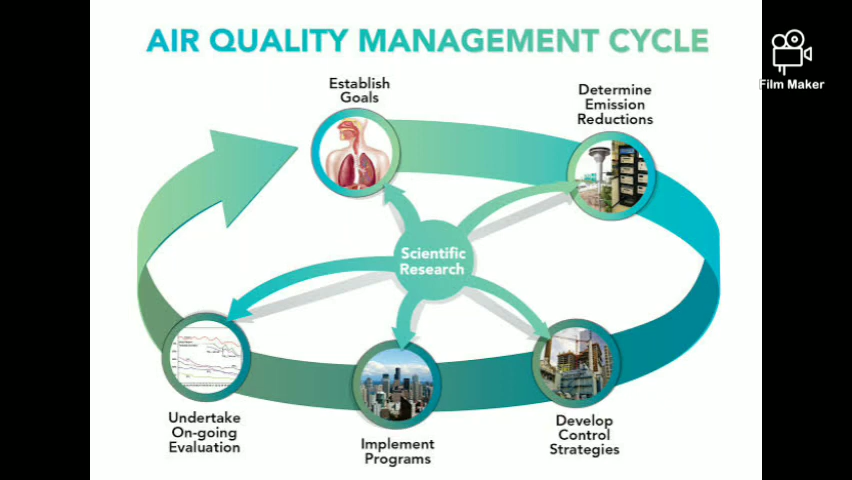 AIR QUALITY MANAGEMENT CYCLE
Film Maker
Establish
Goals
Determine
Emission
Reductions
Scientific
Research
Undertake
On-going
Evaluation
Implement
Programs
Develop
Control
Strategies